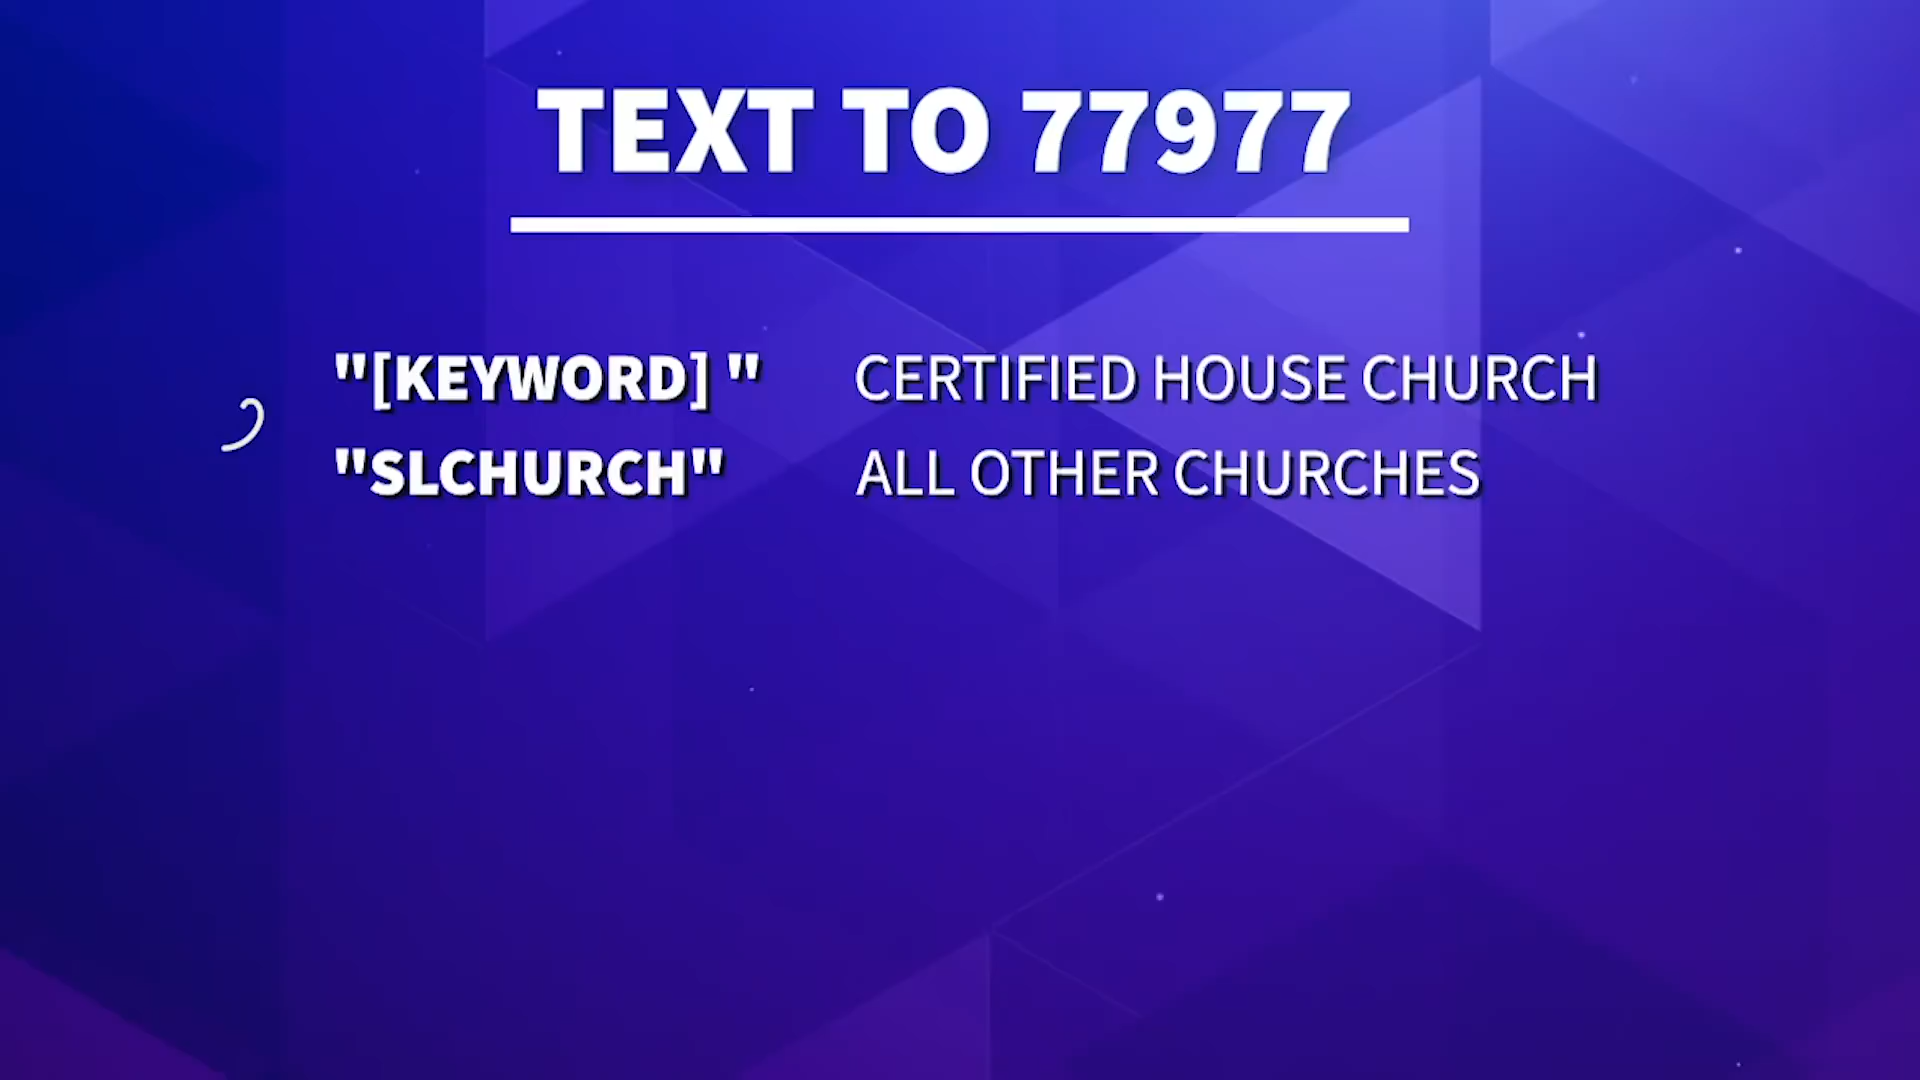 TEXT TO 77977
"[KEYWORD] " CERTIFIED HOUSE CHURCH
"SLCHURCH" ALL OTHER CHURCHES